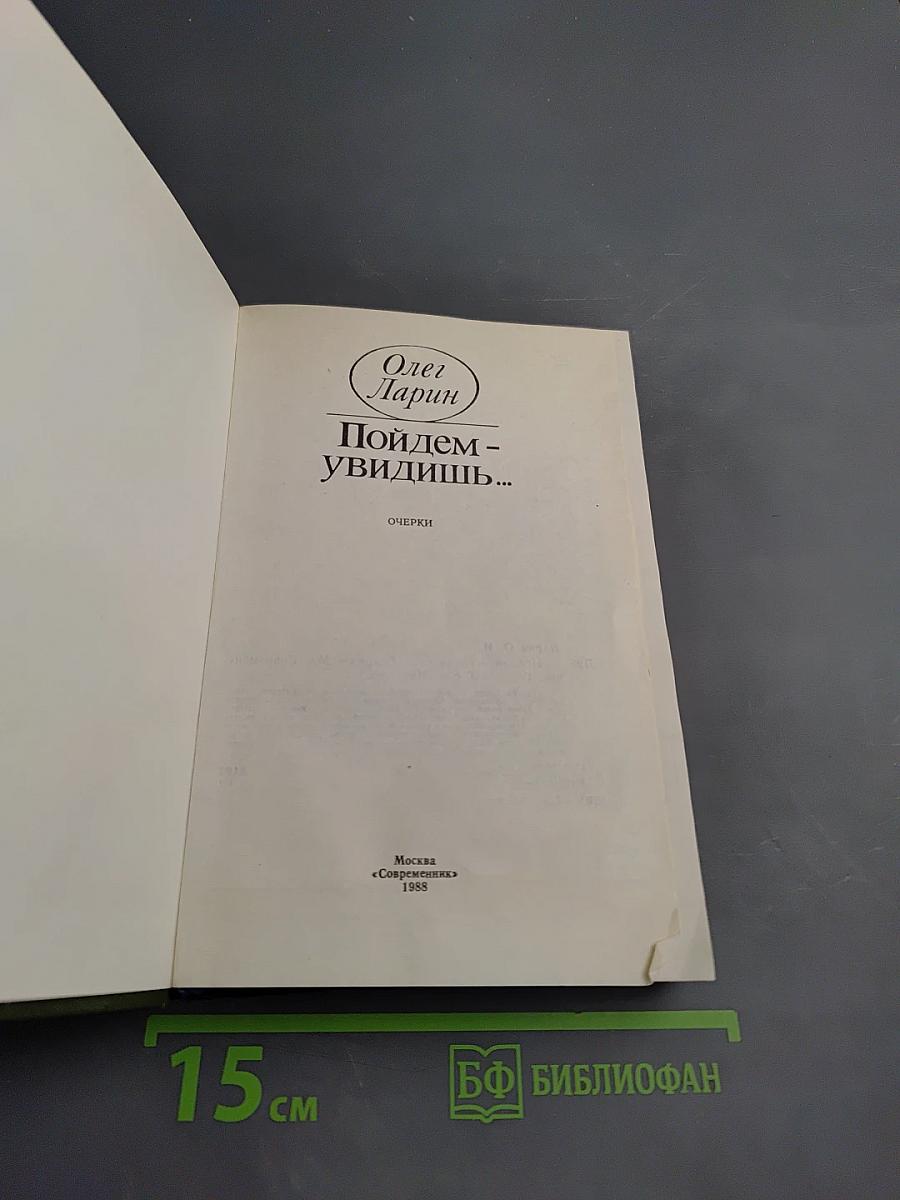 Олег
Ларин
Пойдем –
увидишь...
ОЧЕРКИ
Москва
«Современник»
1988
15 см
БФ БИБЛИОФАН